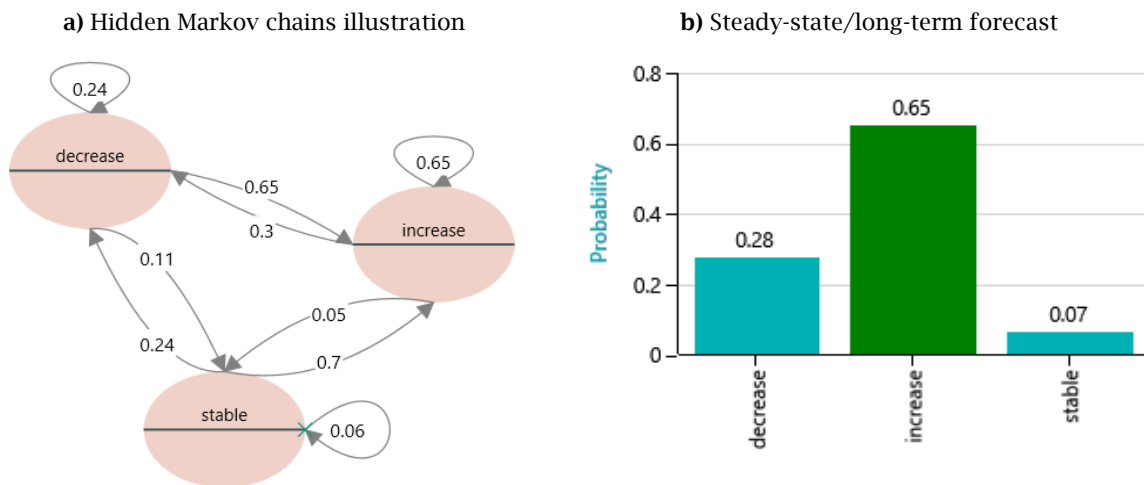 a) Hidden Markov chains illustration
b) Steady-state/long-term forecast
0.24
decrease
0.65
0.3
0.65
increase
0.11
0.24
0.05
0.7
stable
0.06
Probability
0.8
0.6
0.4
0.2
0
0.28
0.65
0.07
decrease
increase
stable